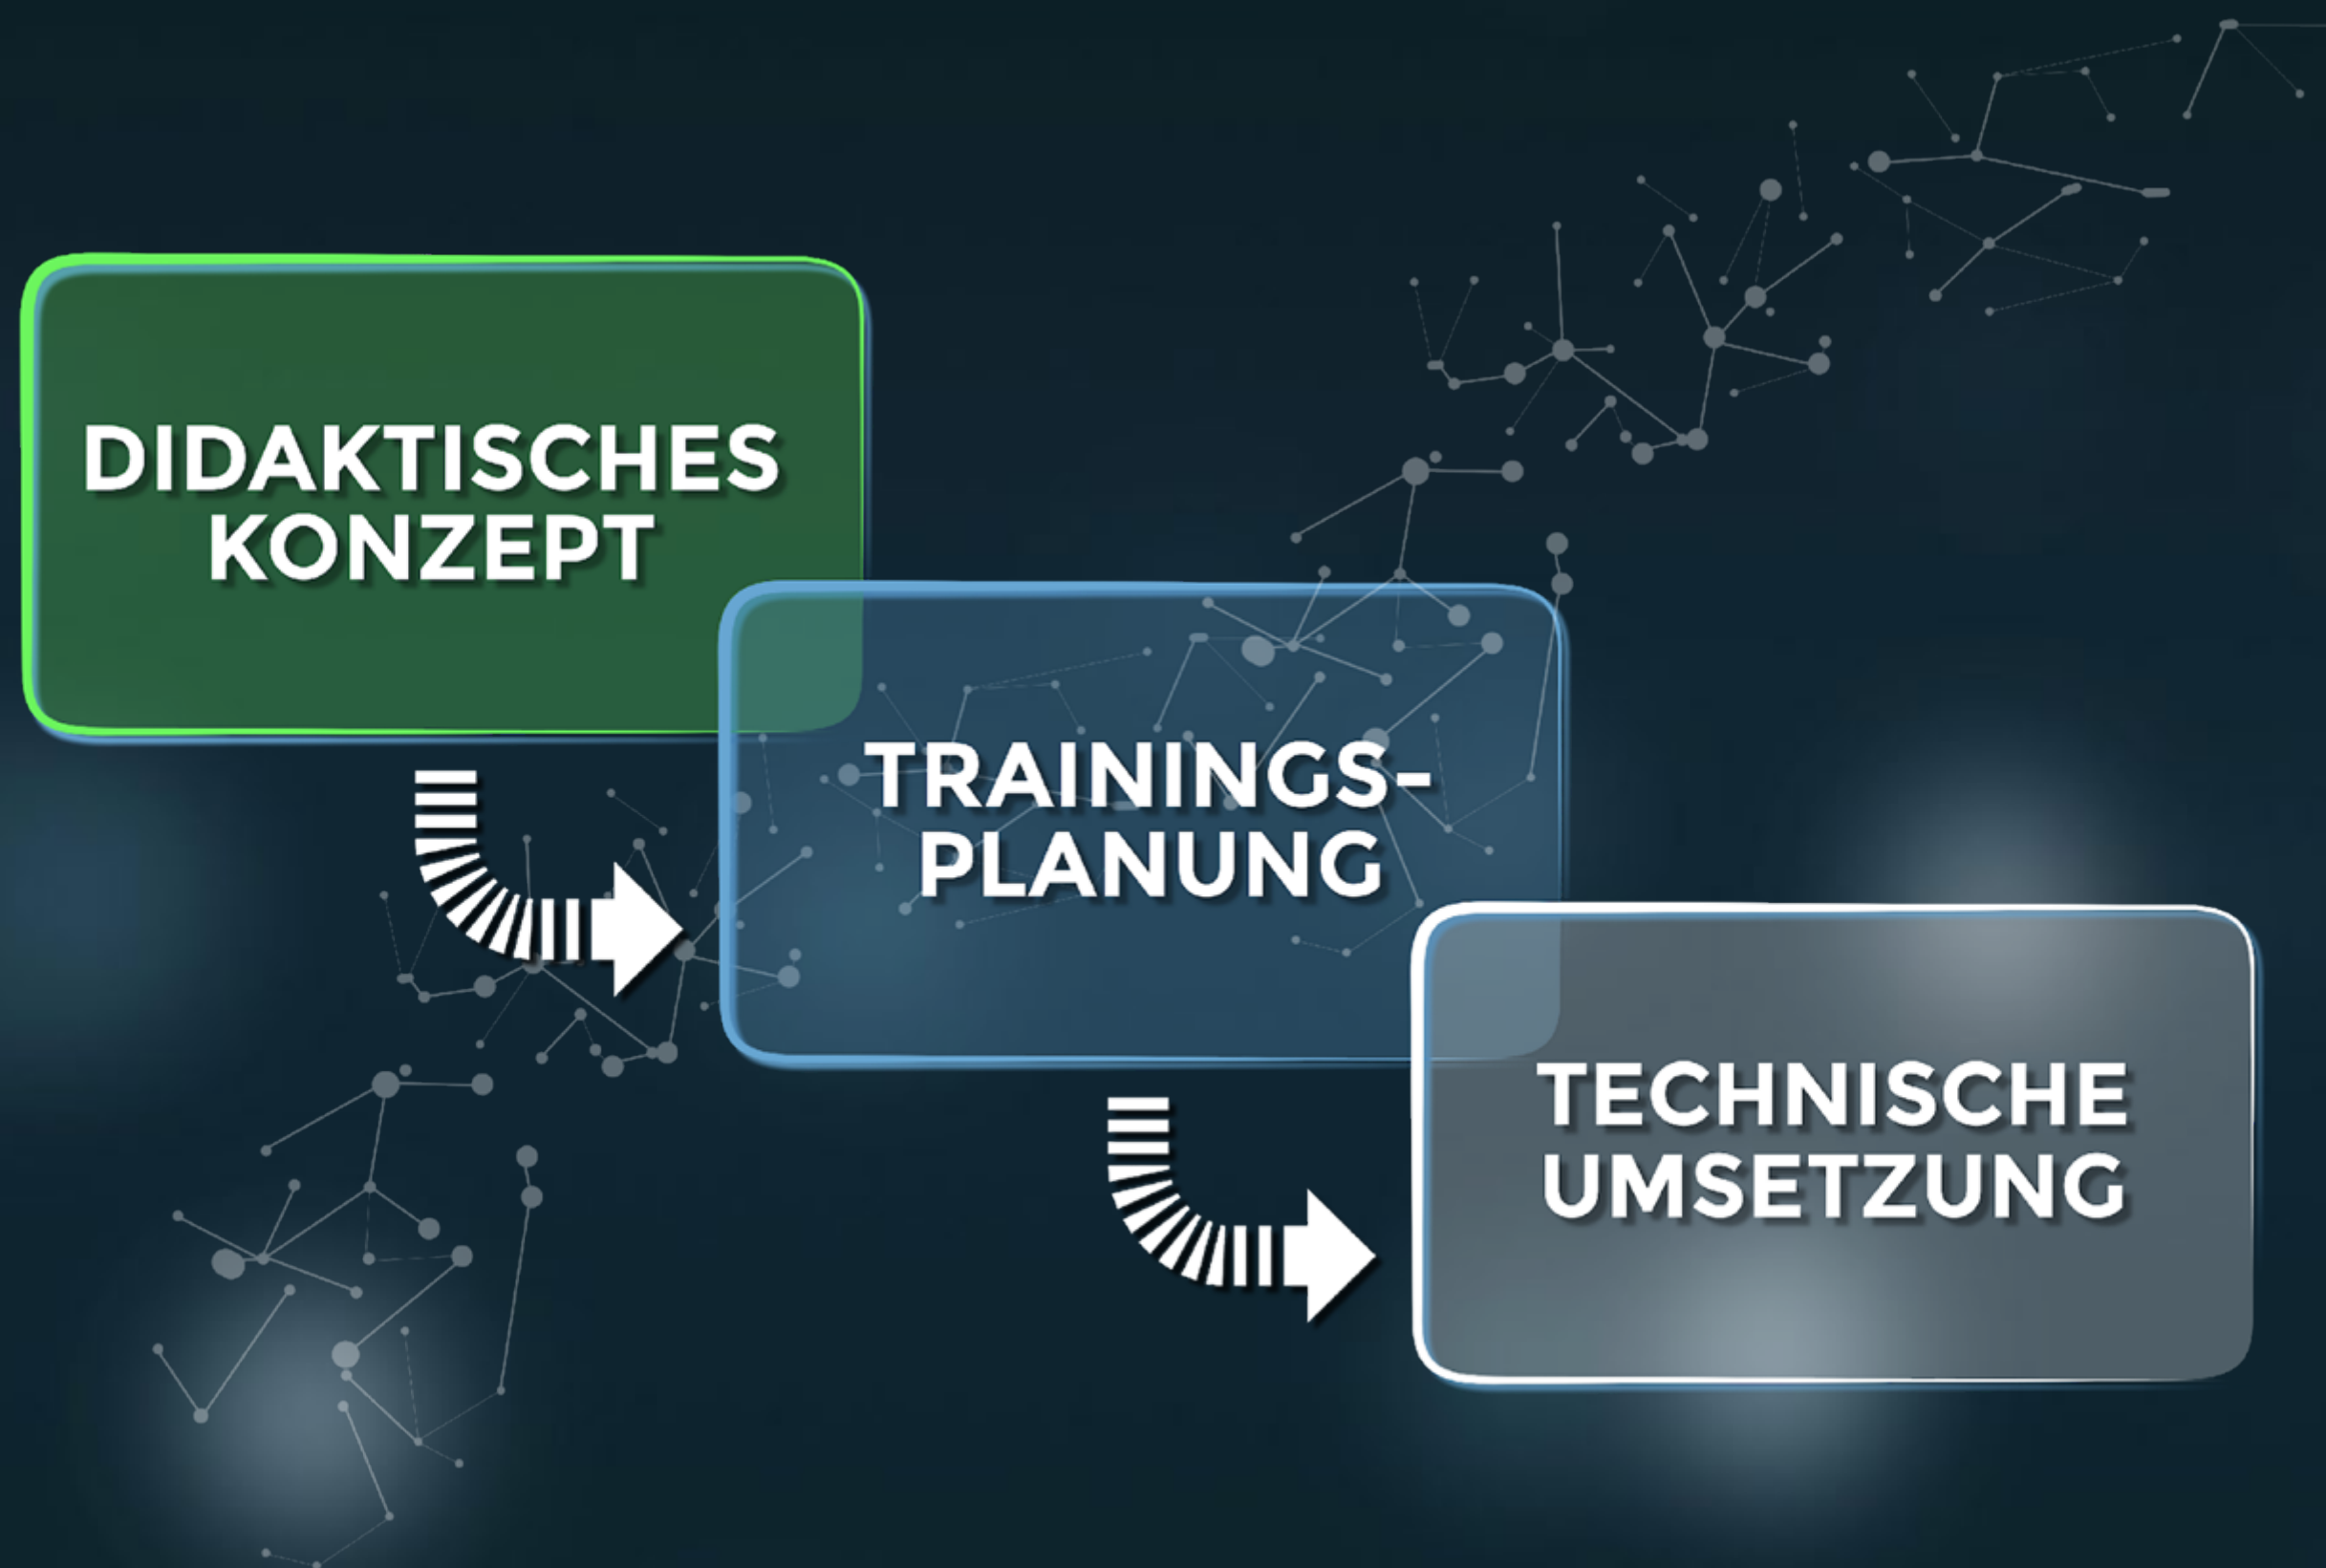 DIDAKTISCHES
KONZEPT
TRAININGS-
PLANUNG
TECHNISCHE
UMSETZUNG